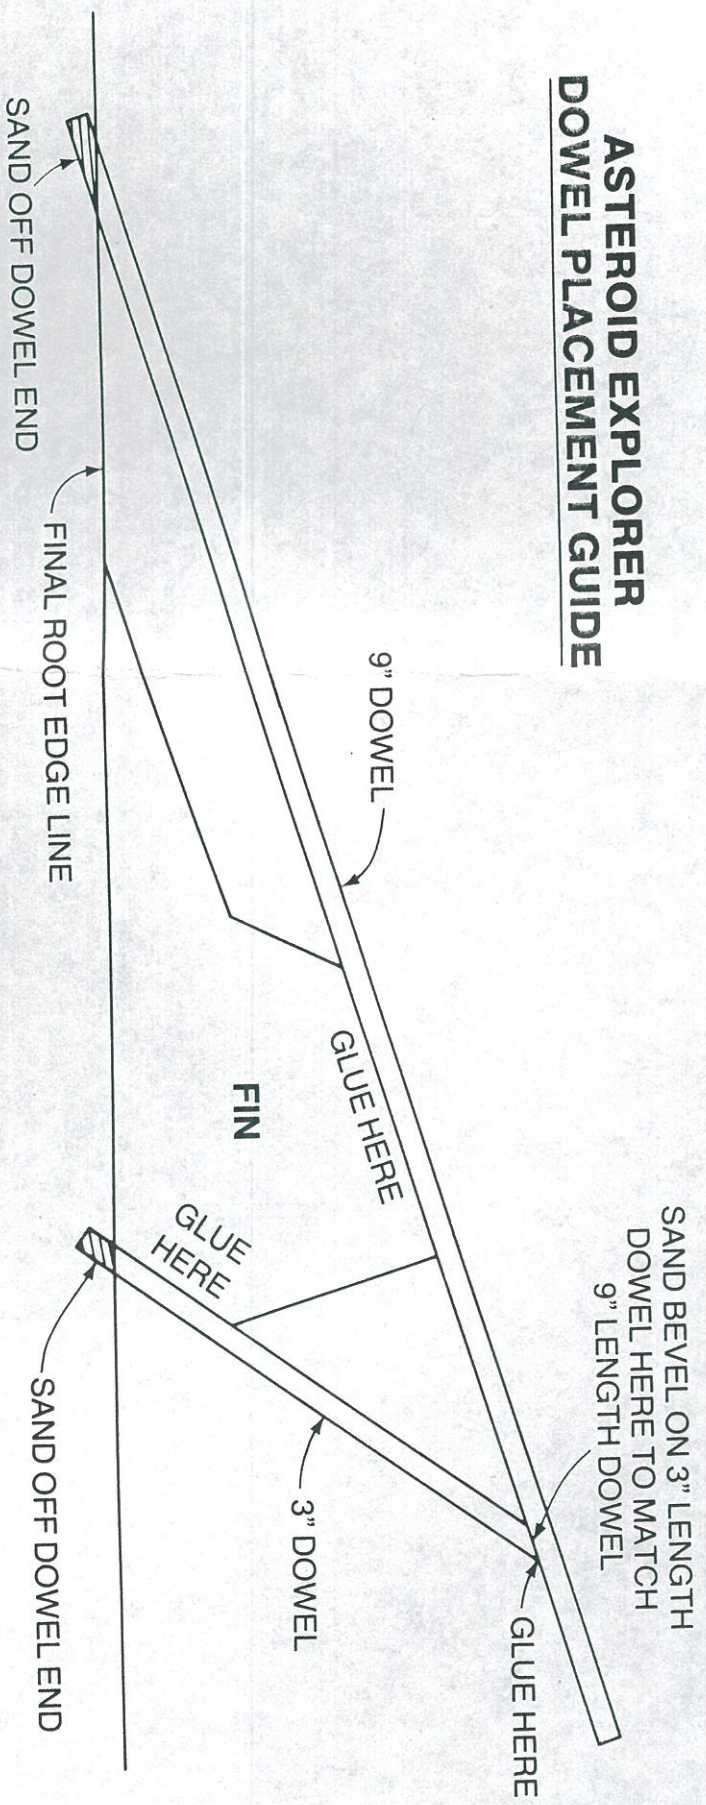 ASTEROID EXPLORER
DOWEL PLACEMENT GUIDE
SAND BEVEL ON 3" LENGTH
DOWEL HERE TO MATCH
9" LENGTH DOWEL
9" DOWEL
GLUE HERE
GLUE HERE
FIN
GLUE
HERE
3" DOWEL
SAND OFF DOWEL END
FINAL ROOT EDGE LINE
SAND OFF DOWEL END